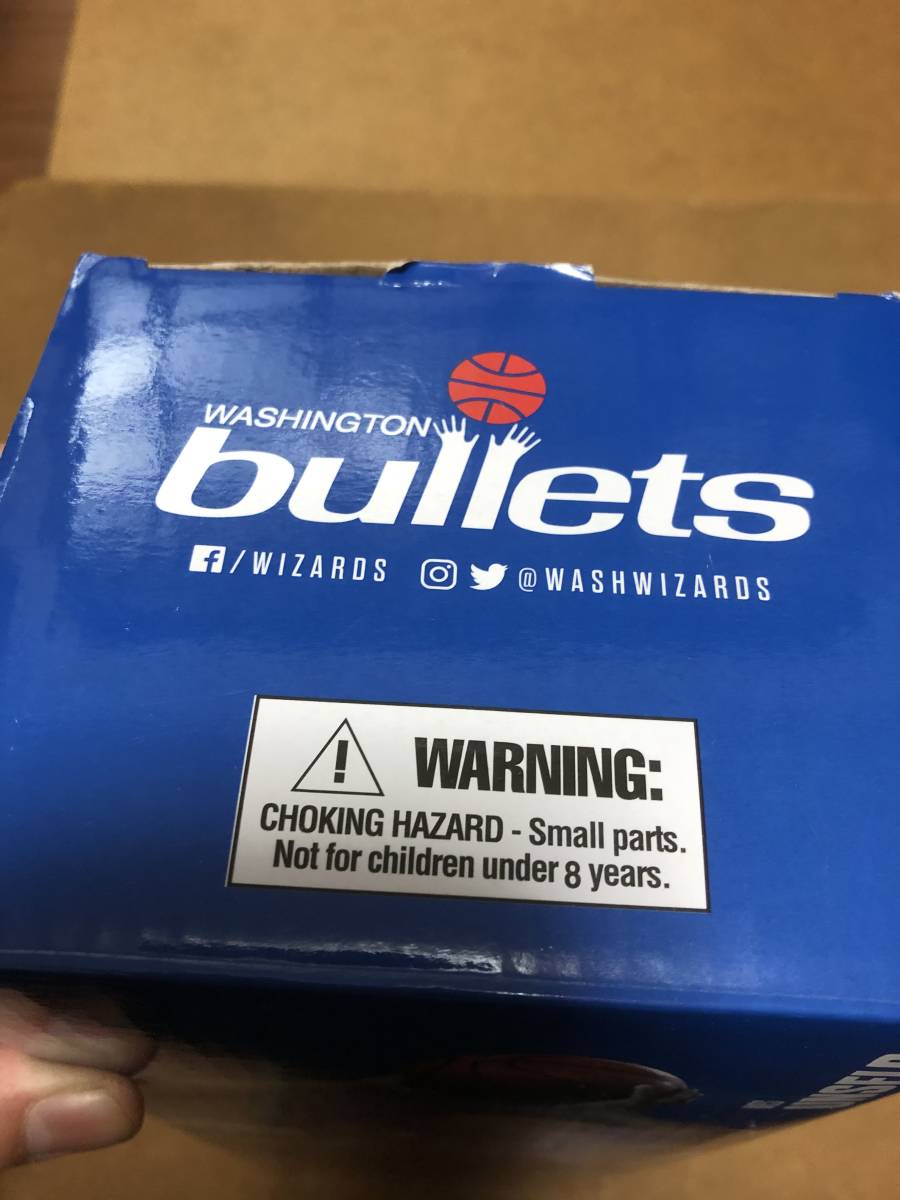 WASHINGTON
bullets
/WIZARDS @WASHWIZARDS
! WARNING:
CHOKING HAZARD - Small parts.
Not for children under 8 years.